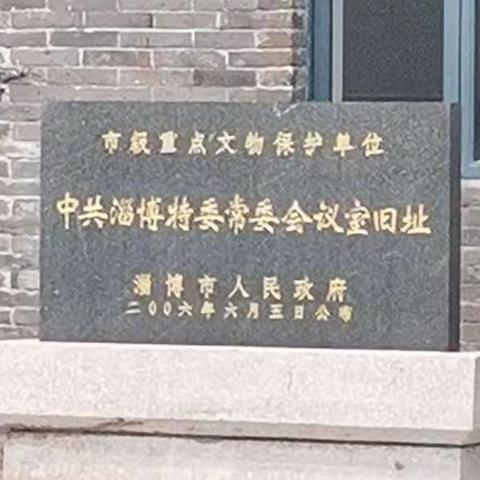 市级重点文物保护单位
中共淄博特委常委会议室旧址
淄博市人民政府
二00六年六月五日公布